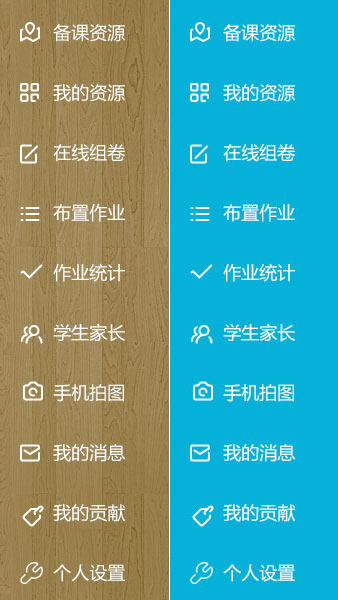 备课资源
我的资源
在线组卷
布置作业
作业统计
学生家长
手机拍图
我的消息
我的贡献
个人设置
备课资源
我的资源
在线组卷
布置作业
作业统计
学生家长
手机拍图
我的消息
我的贡献
个人设置